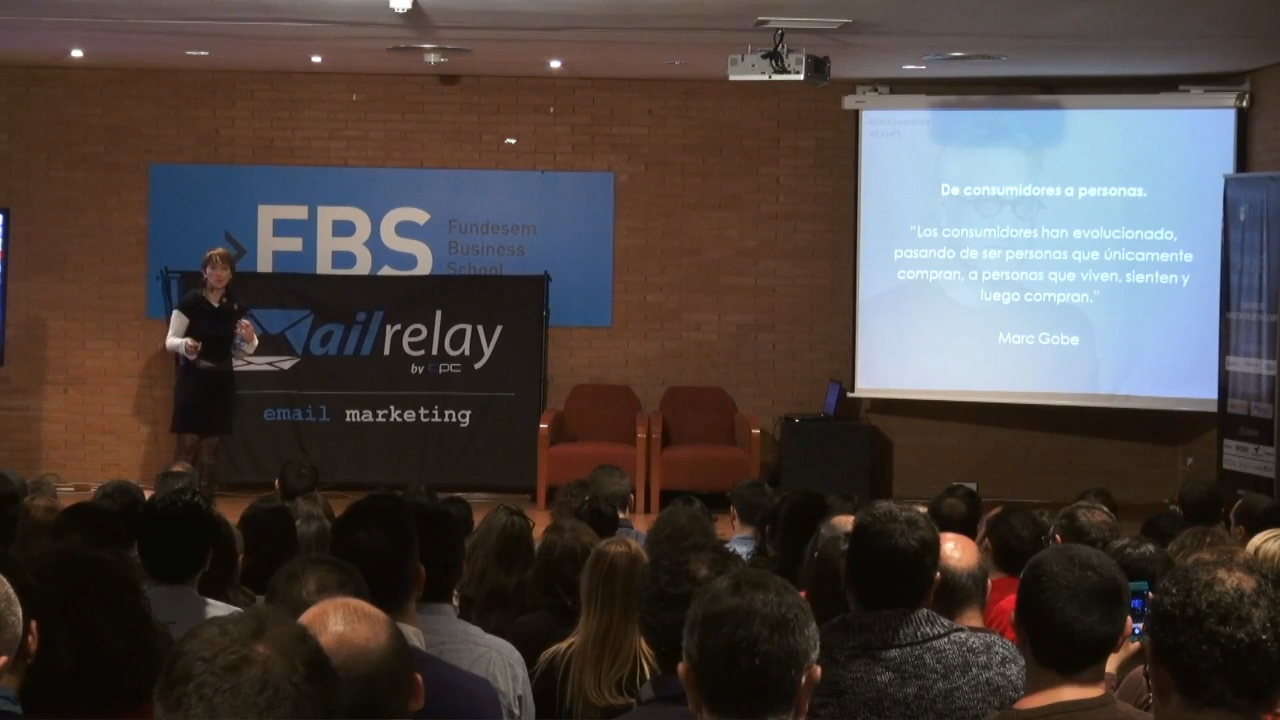 FBS
Fundesem
Business
School
Mailrelay
by cpc
email marketing
De consumidores a personas.
"Los consumidores han evolucionado,
pasando de ser personas que únicamente
compran, a personas que viven, sienten y
luego compran."
Marc Gobe